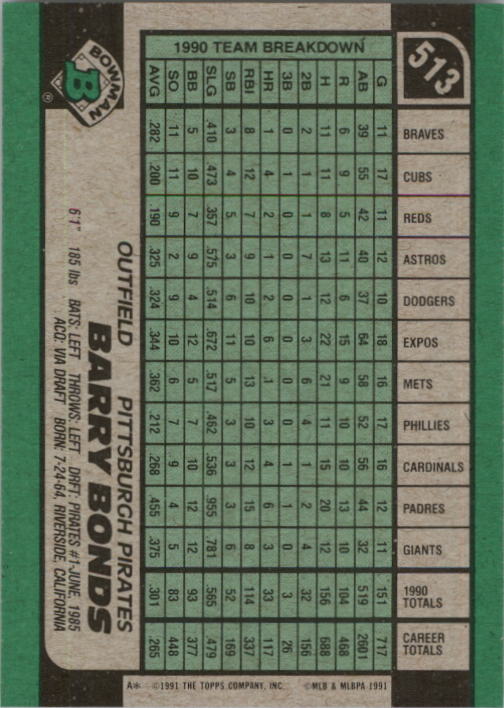 513 BRAVES CUBS REDS ASTROS DODGERS EXPOS METS PHILLIES CARDINALS PADRES GIANTS 1990 TOTALS CAREER TOTALS
1990 TEAM BREAKDOWN
G 11 17 11 12 10 18 16 17 16 12 11 151 717
AB 39 55 42 40 37 64 58 52 56 44 32 519 2601
R 6 9 5 11 6 15 9 10 10 13 10 104 468
H 11 11 8 13 12 22 21 11 15 20 12 156 688
2B 2 1 1 7 1 3 6 4 1 2 4 32 156
3B 0 1 0 0 0 0 0 0 1 1 0 3 26
HR 1 4 2 1 2 6 1 3 4 6 3 33 117
RBI 8 12 7 9 10 10 13 10 12 15 8 114 337
SB 3 4 5 3 6 11 5 3 3 3 6 52 169
SLG .410 .473 .357 .575 .514 .672 .517 .462 .536 .955 .781 .565 .479
BB 5 10 7 9 4 12 5 7 10 12 12 93 377
SO 11 11 9 2 9 10 6 7 9 4 5 83 448
AVG .282 .200 .190 .325 .324 .344 .362 .212 .268 .455 .375 .301 .265
BOWMAN B ®
OUTFIELD PITTSBURGH PIRATES
BARRY BONDS
6'1" 185 lbs BATS: LEFT THROWS: LEFT DRFT: PIRATES #1-JUNE, 1985
ACQ: VIA DRAFT BORN: 7-24-64, RIVERSIDE, CALIFORNIA
A* ©1991 THE TOPPS COMPANY, INC. ©MLB & MLBPA 1991